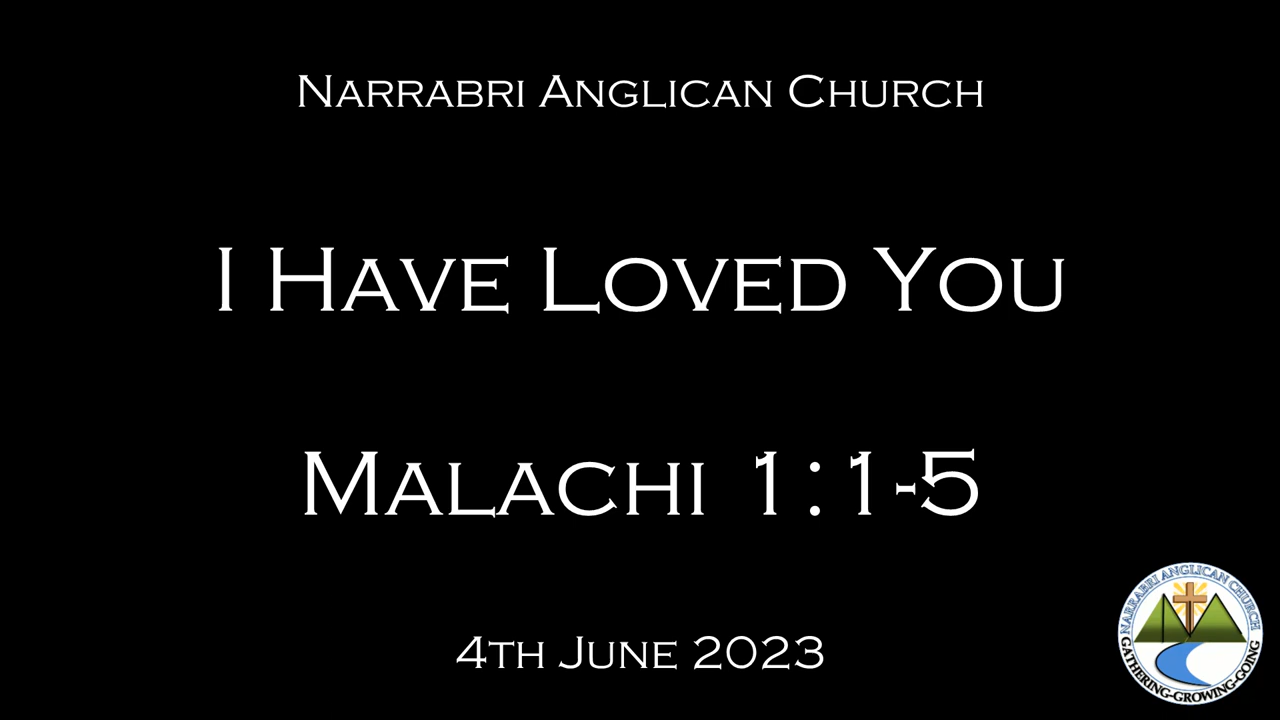 Narrabri Anglican Church
I Have Loved You
Malachi 1:1-5
4th June 2023
NARRABRI ANGLICAN CHURCH
GATHERING-GROWING-GOING